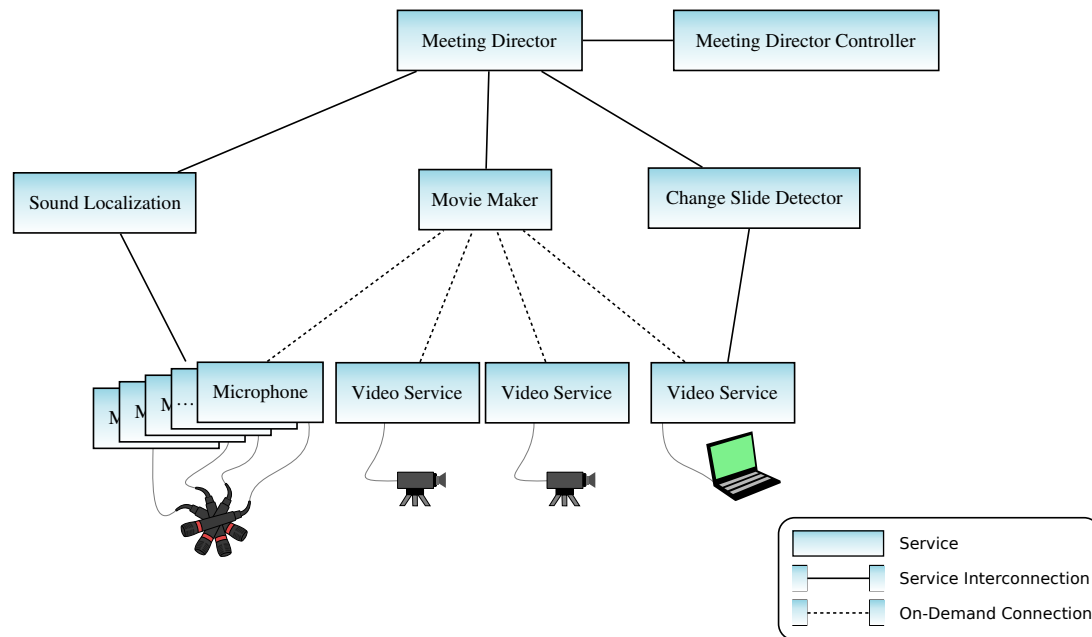 Meeting Director
Meeting Director Controller
Sound Localization
Movie Maker
Change Slide Detector
M
M
M
...
Microphone
Video Service
Video Service
Video Service
Service
Service Interconnection
On-Demand Connection